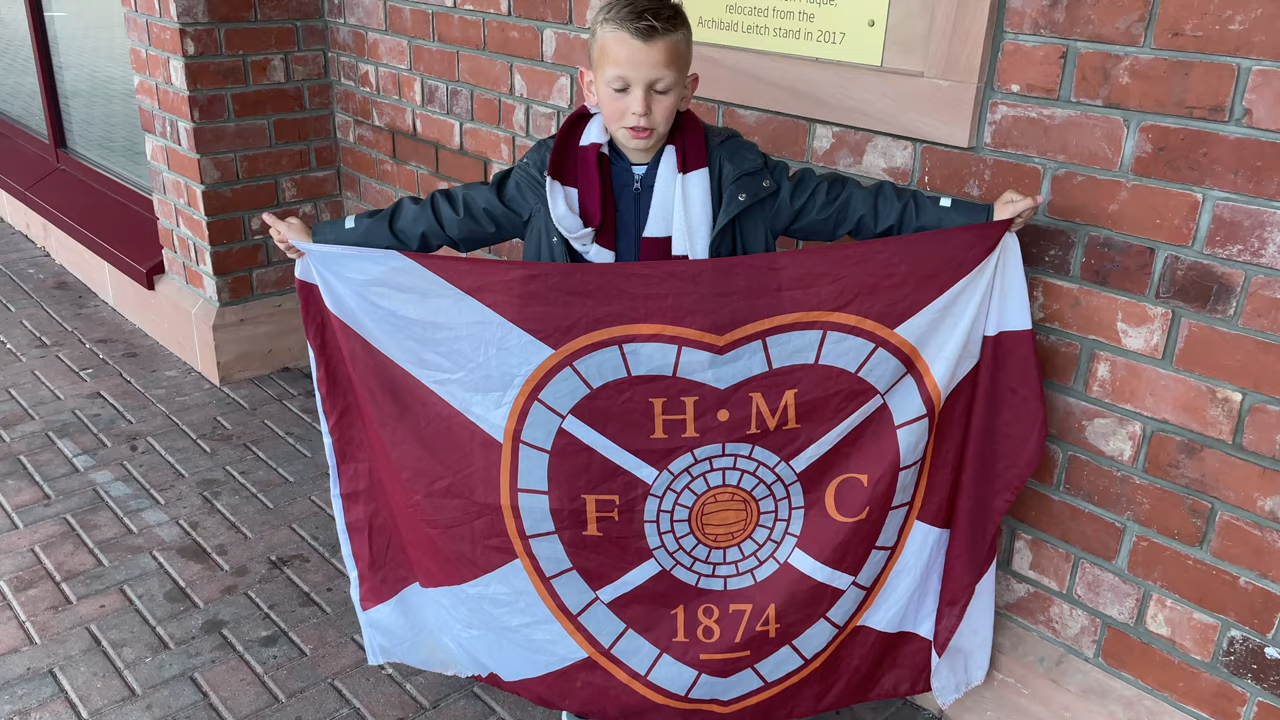 relocated from the
Archibald Leitch stand in 2017
H • M
F C
1874